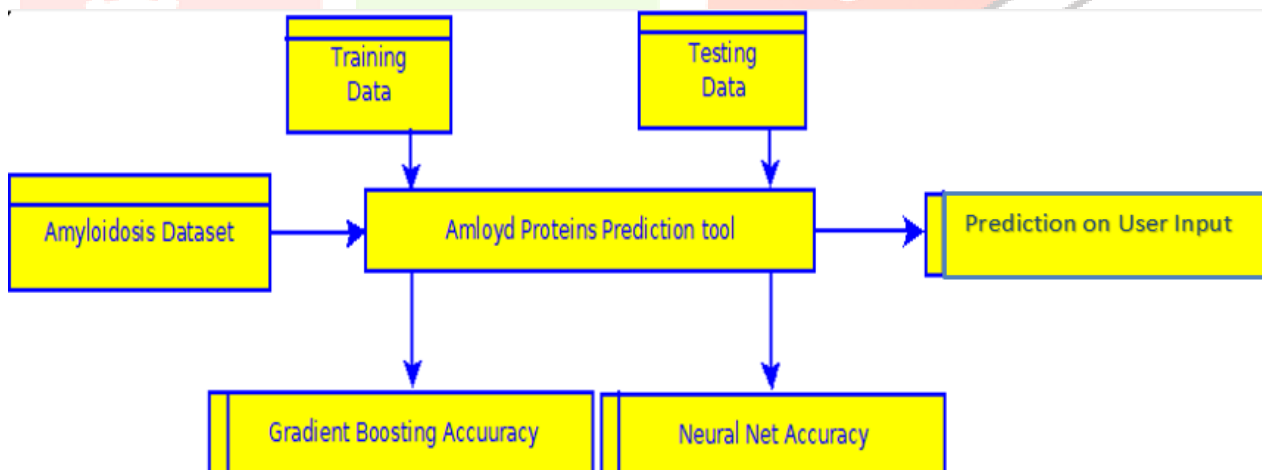 Training
Data
Testing
Data
Amyloidosis Dataset
Amloyd Proteins Prediction tool
Prediction on User Input
Gradient Boosting Accuuracy
Neural Net Accuracy